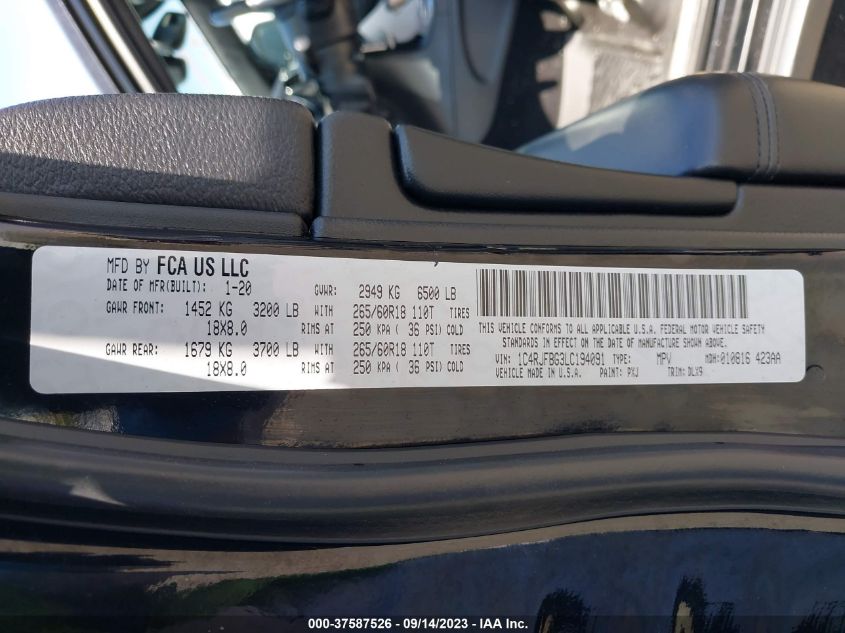 MFD BY FCA US LLC
DATE OF MFR(BUILT): 1-20 GVWR: 2949 KG 6500 LB
GAWR FRONT: 1452 KG 3200 LB WITH 265/60R18 110T TIRES
18X8.0 RIMS AT 250 KPA ( 36 PSI) COLD
GAWR REAR: 1679 KG 3700 LB WITH 265/60R18 110T TIRES
18X8.0 RIMS AT 250 KPA ( 36 PSI) COLD
THIS VEHICLE CONFORMS TO ALL APPLICABLE U.S.A. FEDERAL MOTOR VEHICLE SAFETY
STANDARDS IN EFFECT ON THE DATE OF MANUFACTURE SHOWN ABOVE.
VIN: 1C4RJFBG3LC194091 TYPE: MPV MDH: 010816 423AA
VEHICLE MADE IN U.S.A. PAINT: PXJ TRIM: DLX9
000-37587526 - 09/14/2023 - IAA Inc.